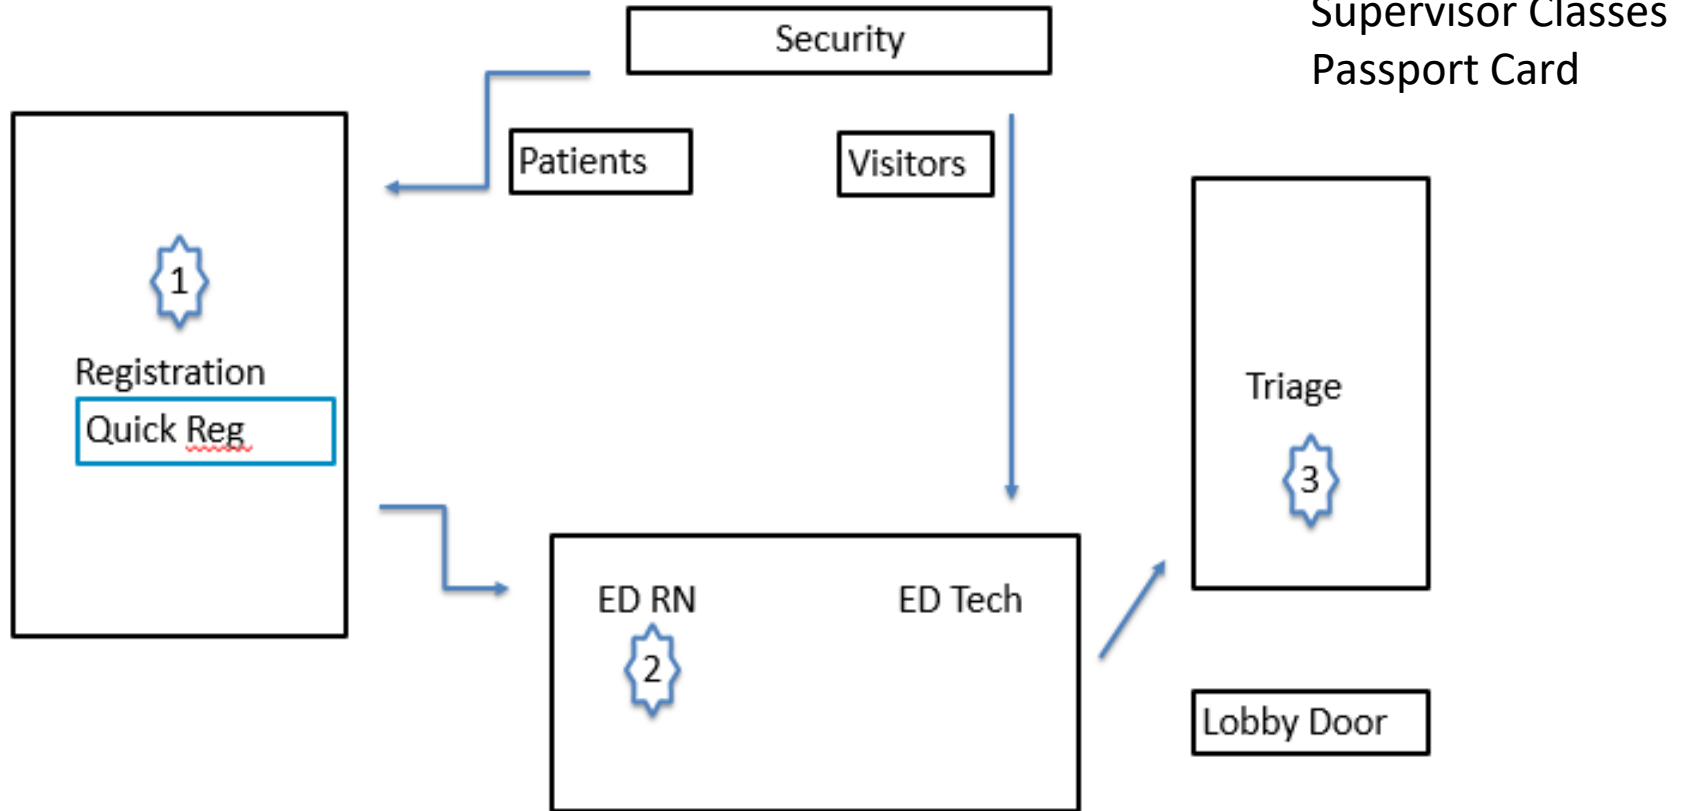 Supervisor Classes
Passport Card
Security
Patients
Visitors
1
Registration
Quick Reg
Triage
3
ED RN
ED Tech
2
Lobby Door